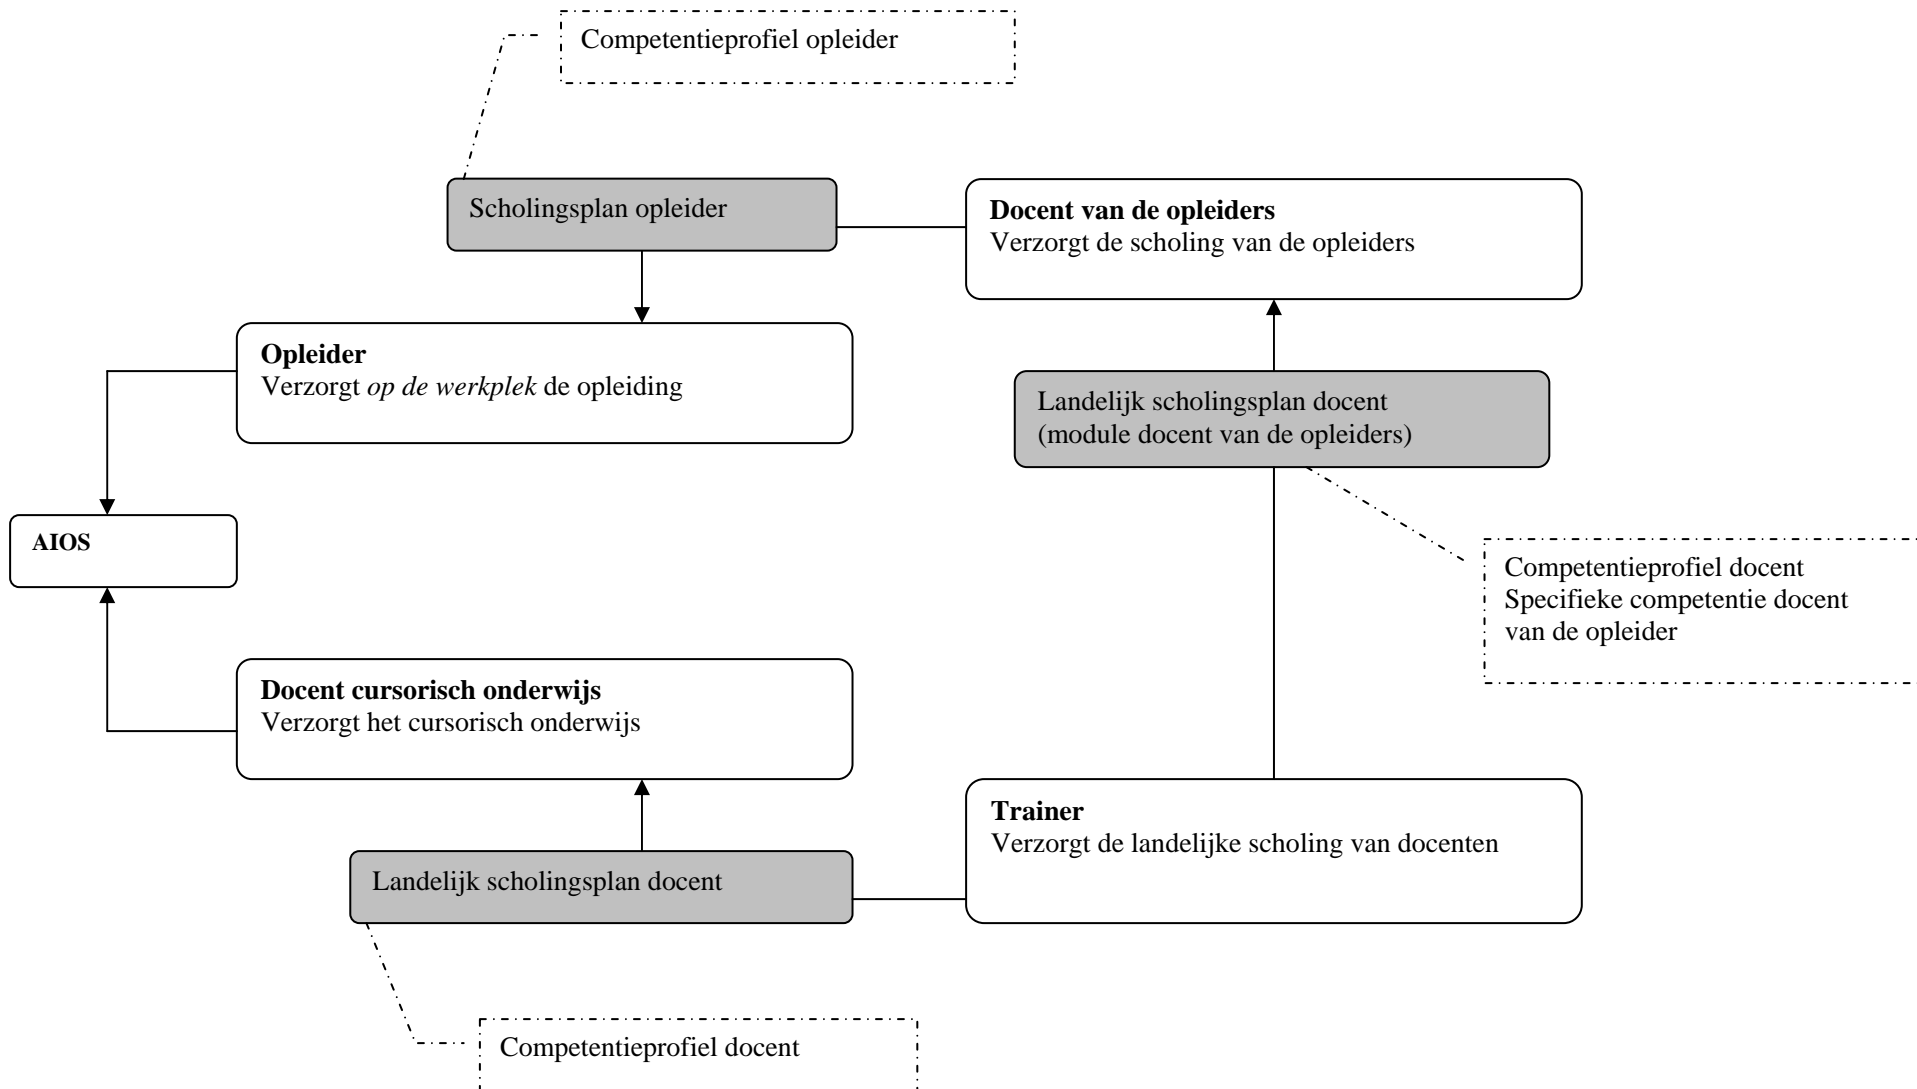 Competentieprofiel opleider
Scholingsplan opleider
Docent van de opleiders
Verzorgt de scholing van de opleiders
Opleider
Verzorgt op de werkplek de opleiding
Landelijk scholingsplan docent
(module docent van de opleiders)
AIOS
Competentieprofiel docent
Specifieke competentie docent
van de opleider
Docent cursorisch onderwijs
Verzorgt het cursorisch onderwijs
Trainer
Verzorgt de landelijke scholing van docenten
Landelijk scholingsplan docent
Competentieprofiel docent